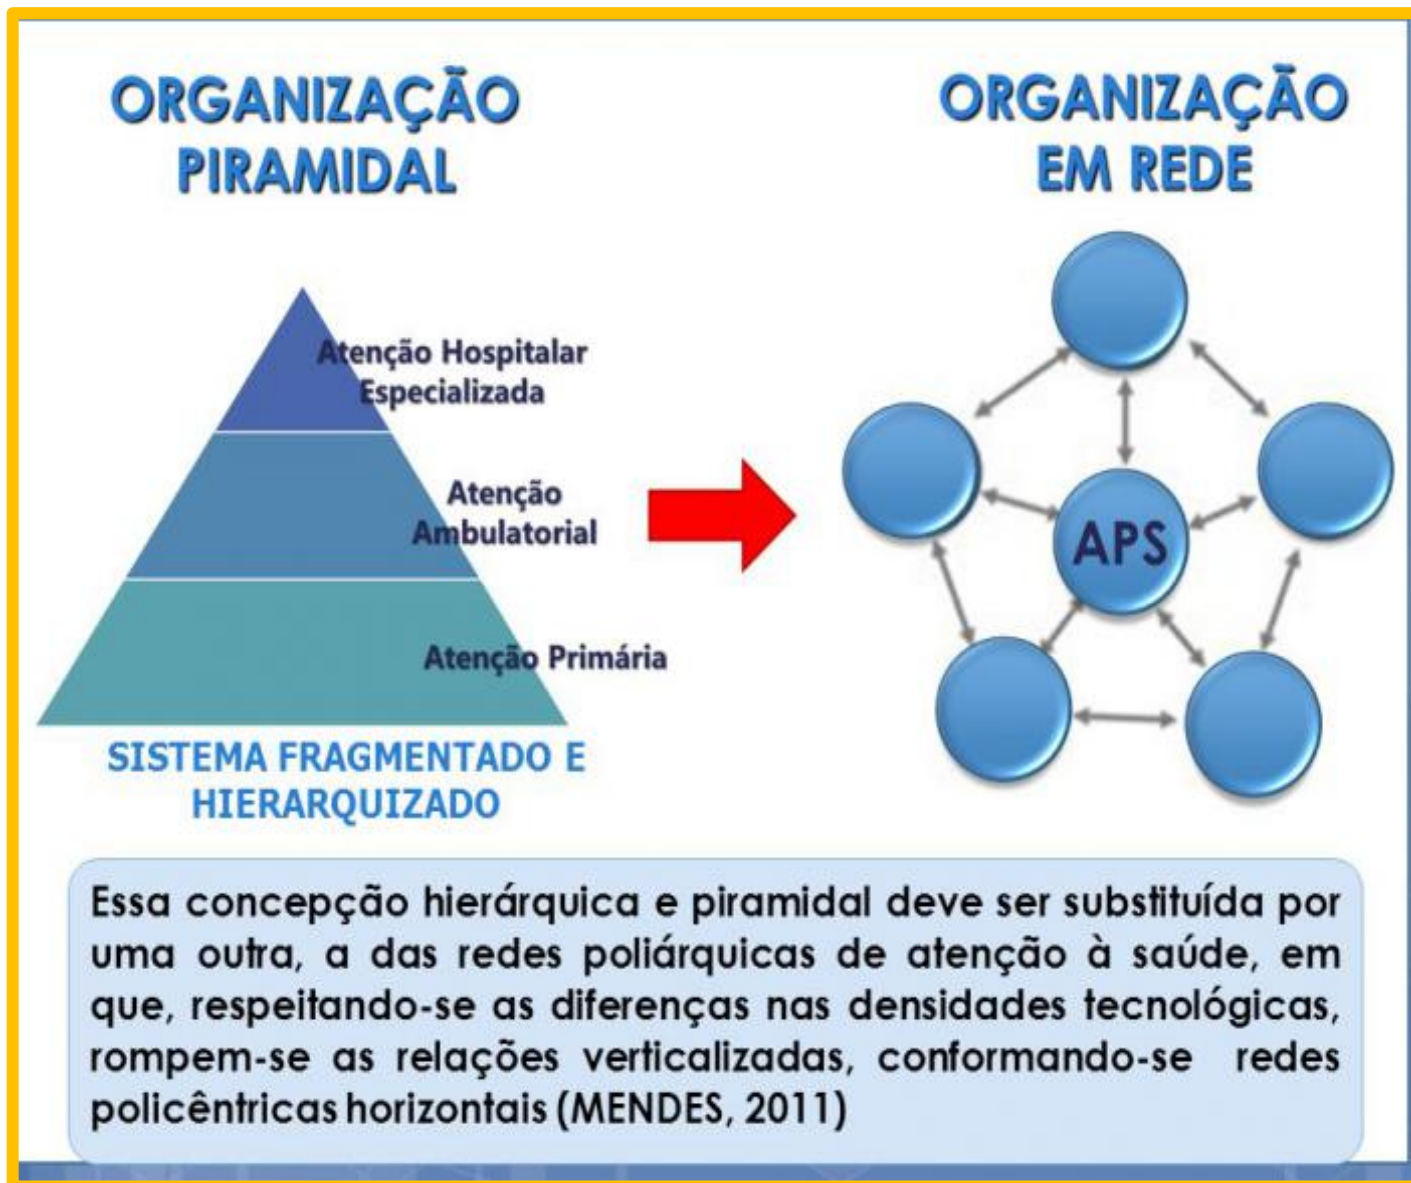 ORGANIZAÇÃO
PIRAMIDAL
ORGANIZAÇÃO
EM REDE
Atenção Hospitalar
Especializada
Atenção
Ambulatorial
Atenção Primária
APS
SISTEMA FRAGMENTADO E
HIERARQUIZADO
Essa concepção hierárquica e piramidal deve ser substituída por
uma outra, a das redes poliárquicas de atenção à saúde, em
que, respeitando-se as diferenças nas densidades tecnológicas,
rompem-se as relações verticalizadas, conformando-se redes
policêntricas horizontais (MENDES, 2011)